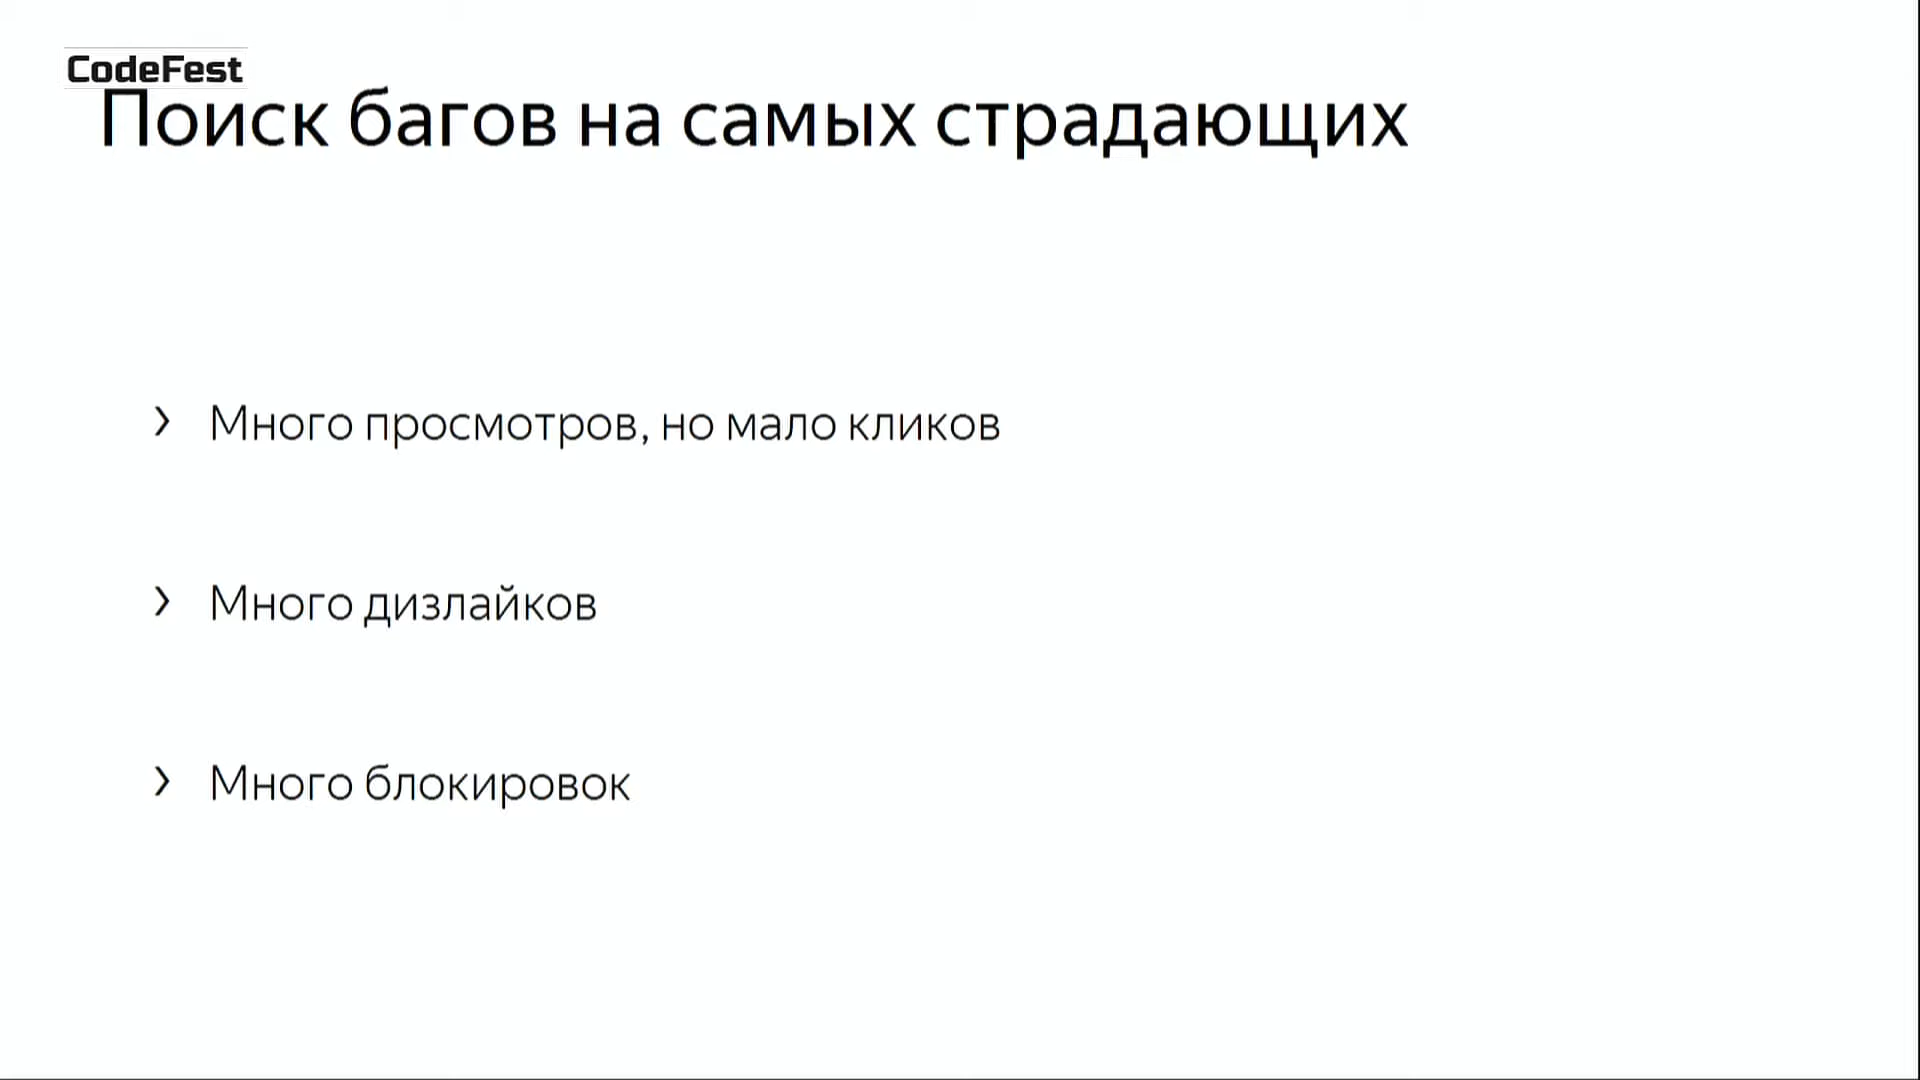 CodeFest
Поиск багов на самых страдающих
› Много просмотров, но мало кликов
› Много дизлайков
› Много блокировок